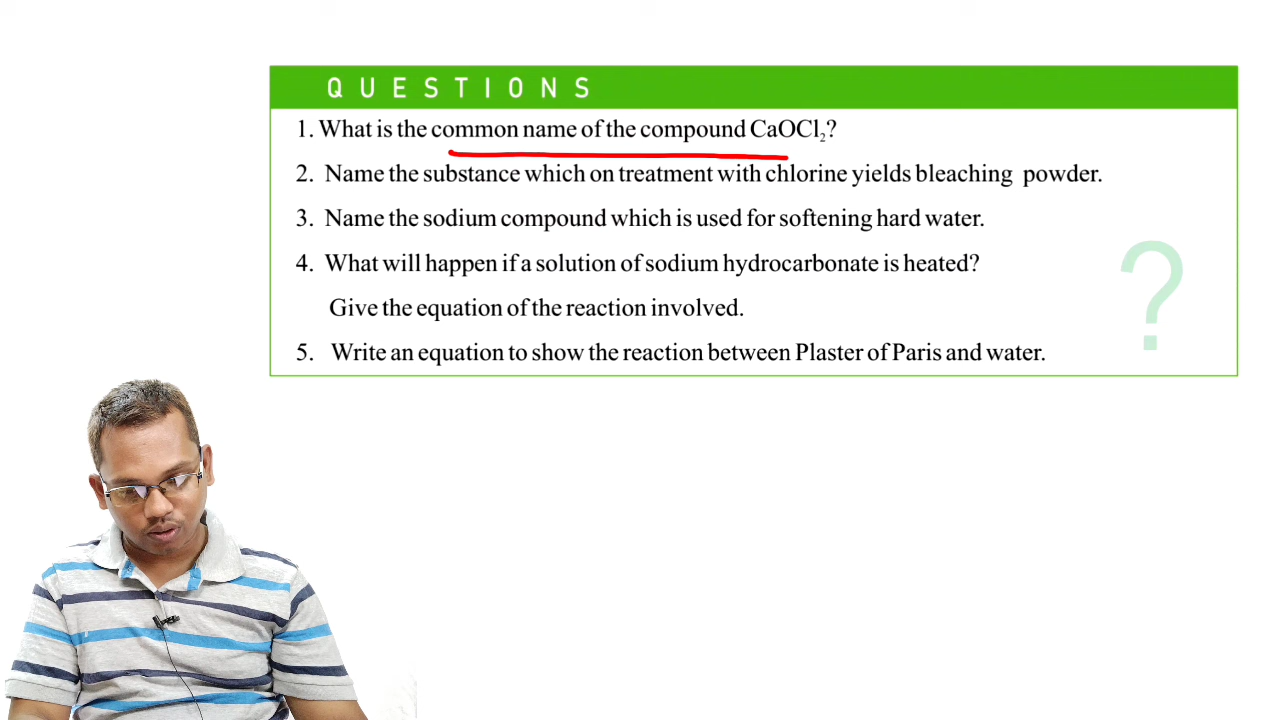 QUESTIONS
1. What is the common name of the compound CaOCl₂?
2. Name the substance which on treatment with chlorine yields bleaching powder.
3. Name the sodium compound which is used for softening hard water.
4. What will happen if a solution of sodium hydrocarbonate is heated?
Give the equation of the reaction involved.
5. Write an equation to show the reaction between Plaster of Paris and water.
?